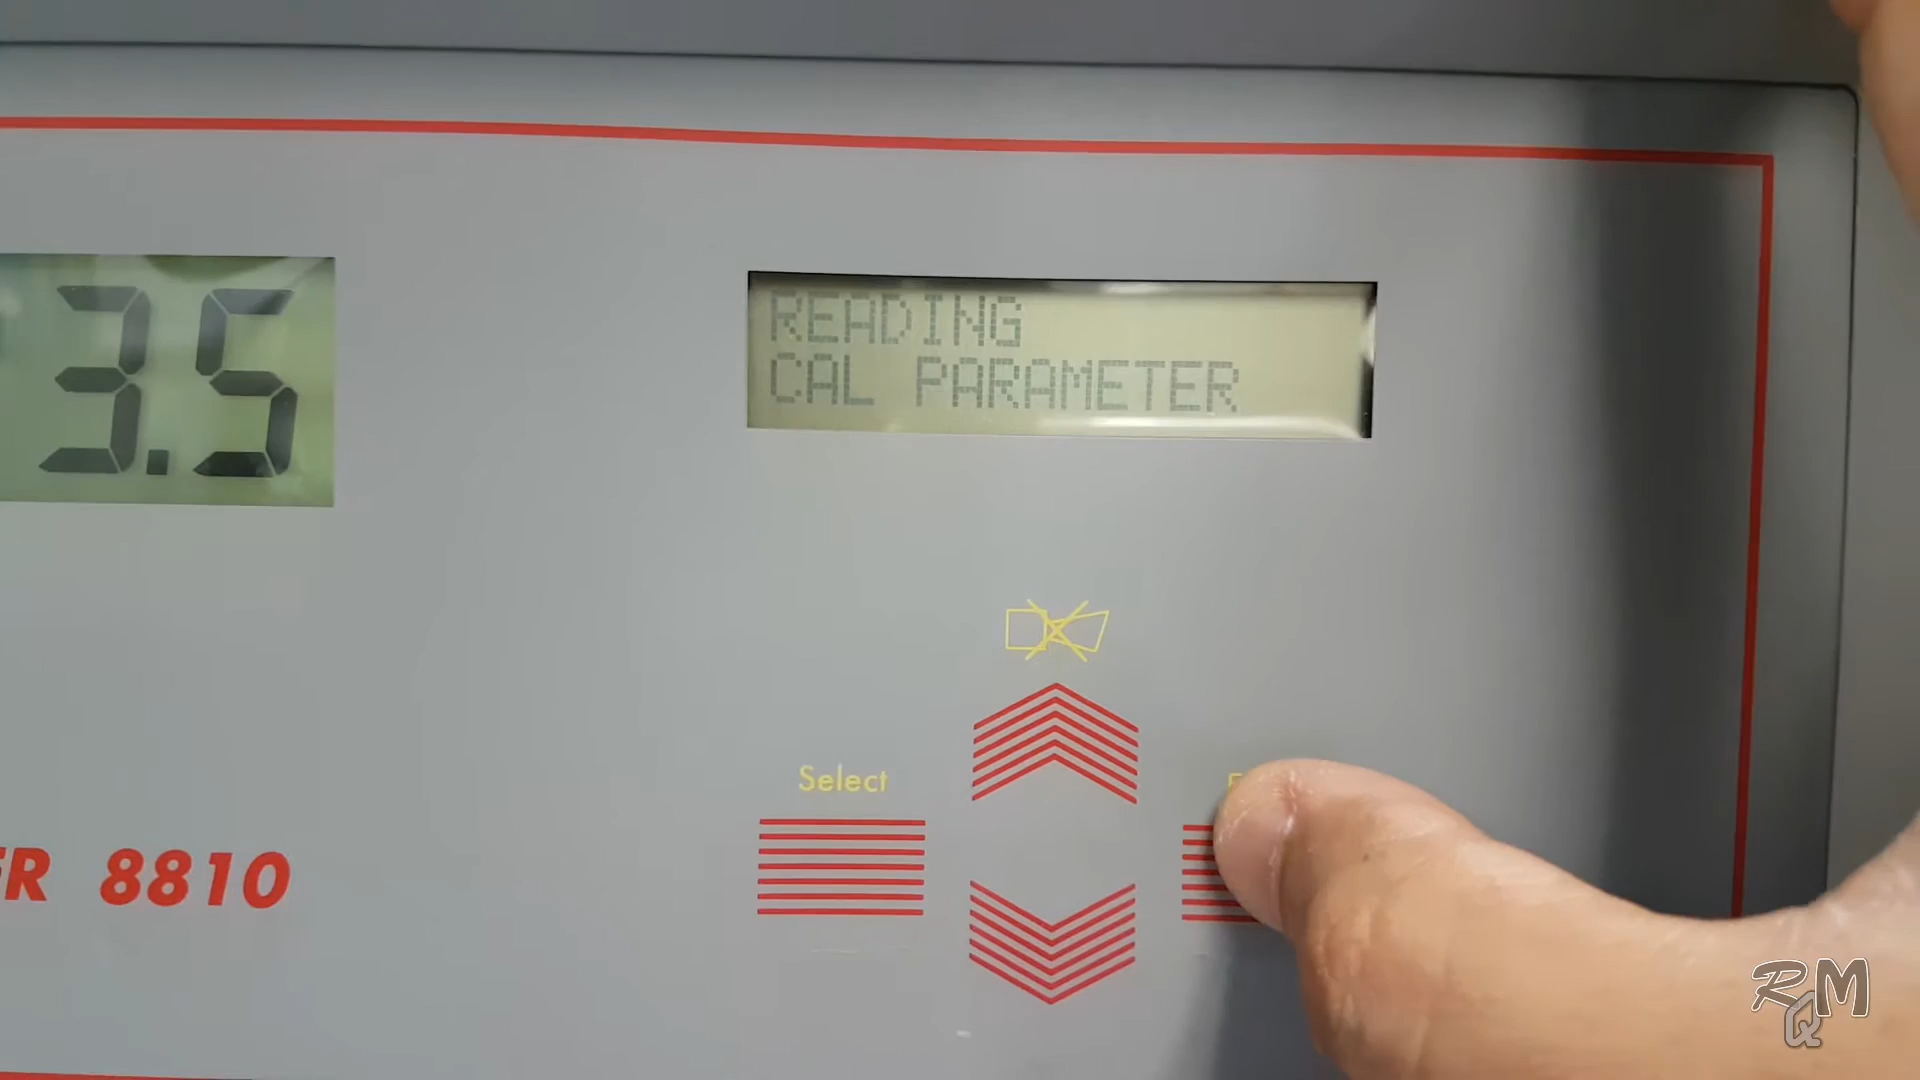 3.5
READING
CAL PARAMETER
Select
8810
RQM